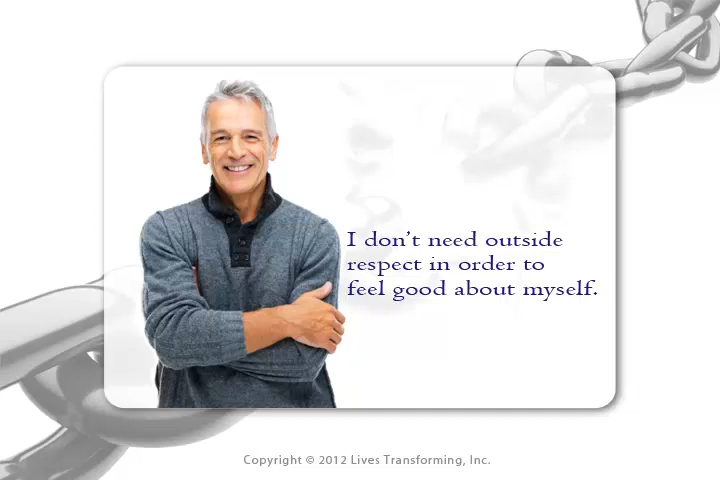 I don't need outside
respect in order to
feel good about myself.
Copyright © 2012 Lives Transforming, Inc.